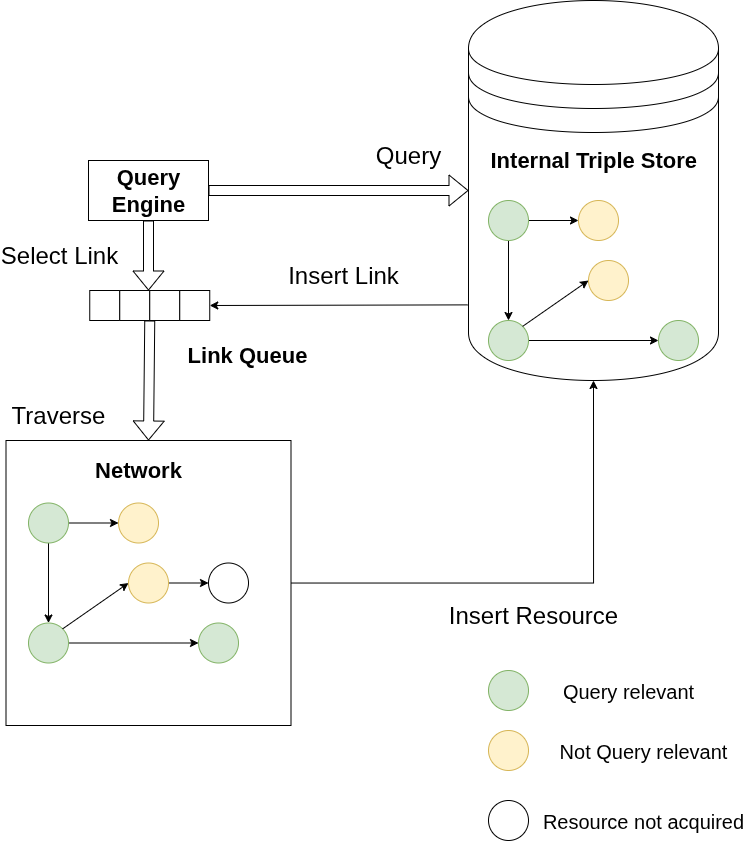 Query
Internal Triple Store
Query
Engine
Select Link
Insert Link
Link Queue
Traverse
Network
Insert Resource
Query relevant
Not Query relevant
Resource not acquired